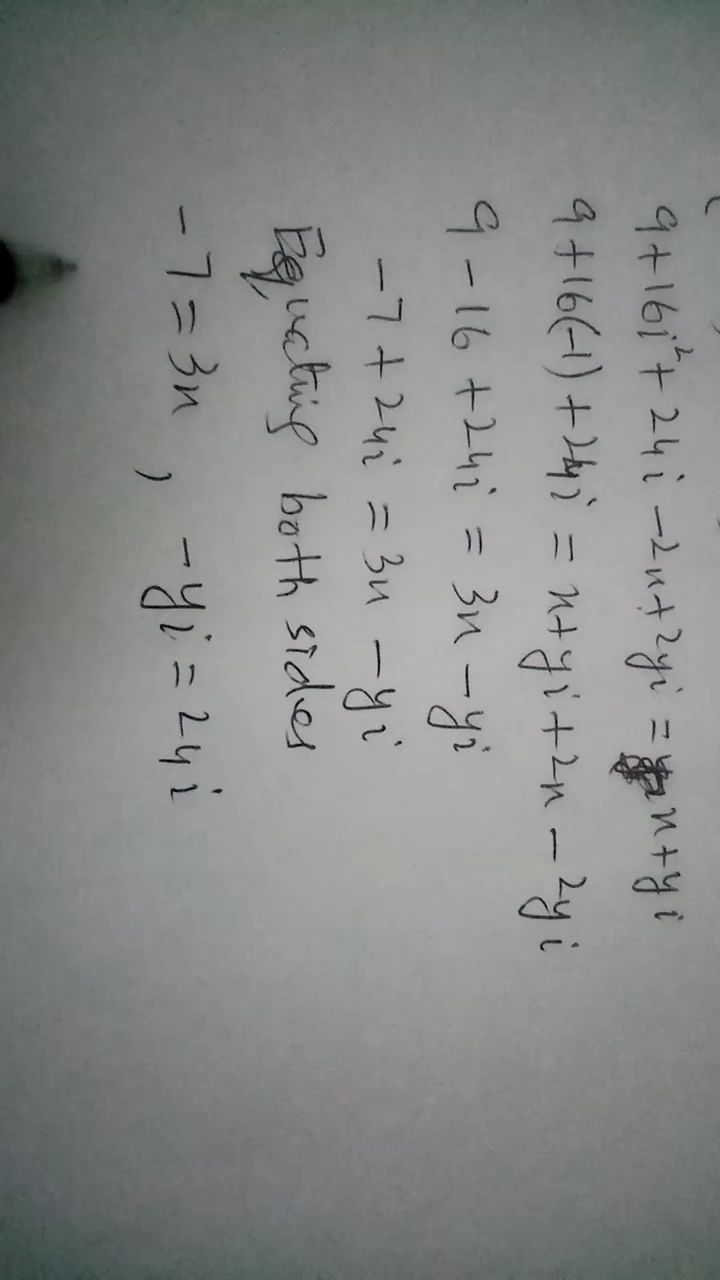 9+16i²+24i-2x+2yi=x+yi
9+16(-1)+24i=x+yi+2x-2yi
9-16+24i=3x-yi
-7+24i=3x-yi
Equating both sides
-7=3x, -yi=24i